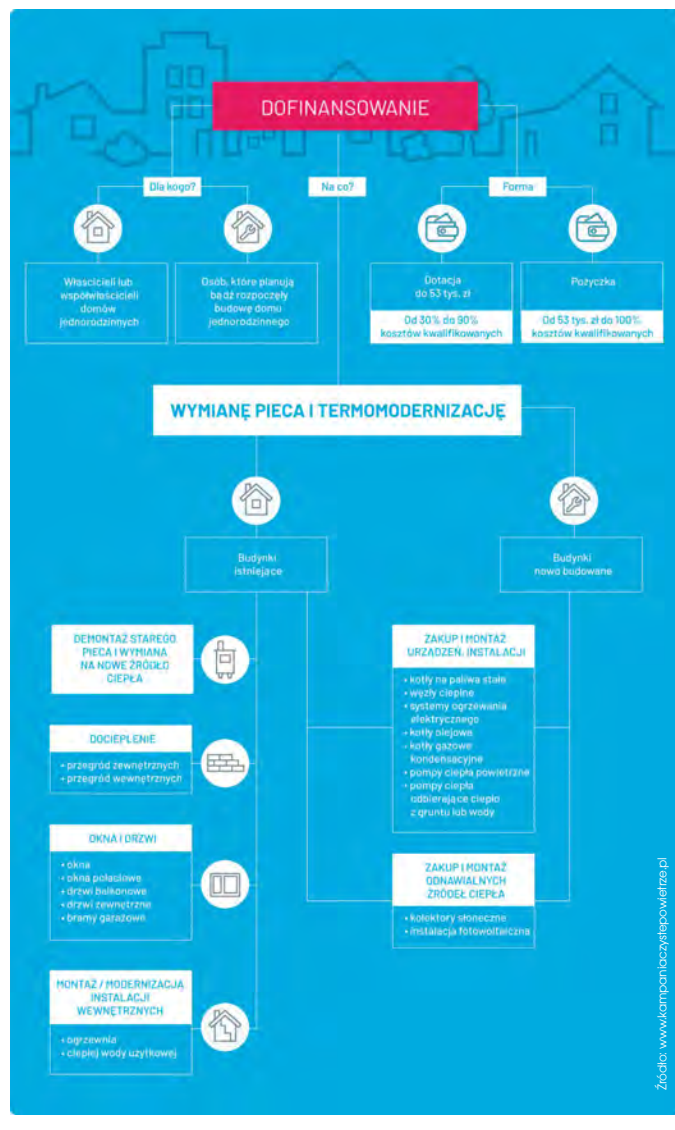 DOFINANSOWANIE
Dla kogo?
Na co?
Forma
Właścicieli lub
współwłaścicieli
domów
jednorodzinnych
Osób, które planują
bądź rozpoczęły
budowę domu
jednorodzinnego
Dotacja
do 53 tys. zł
Od 30% do 90%
kosztów kwalifikowanych
Pożyczka
Od 53 tys. zł do 100%
kosztów kwalifikowanych
WYMIANĘ PIECA I TERMOMODERNIZACJĘ
Budynki
istniejące
Budynki
nowo budowane
DEMONTAŻ STAREGO
PIECA I WYMIANA
NA NOWE ŹRÓDŁO
CIEPŁA
DOCIEPLENIE
• przegród zewnętrznych
• przegród wewnętrznych
OKNA I DRZWI
• okna
• okna połaciowe
• drzwi balkonowe
• drzwi zewnętrzne
• bramy garażowe
MONTAŻ / MODERNIZACJA
INSTALACJI
WEWNĘTRZNYCH
• ogrzewnia
• ciepłej wody użytkowej
ZAKUP I MONTAŻ
URZĄDZEŃ, INSTALACJI
• kotły na paliwa stałe
• węzły cieplne
• systemy ogrzewania
elektrycznego
• kotły olejowe
• kotły gazowe
kondensacyjne
• pompy ciepła powietrzne
• pompy ciepła
odbierające ciepło
z gruntu lub wody
ZAKUP I MONTAŻ
ODNAWIALNYCH
ŹRÓDEŁ CIEPŁA
• kolektory słoneczne
• instalacja fotowoltaiczna
Źródło: www.kampaniaczystepowietrze.pl